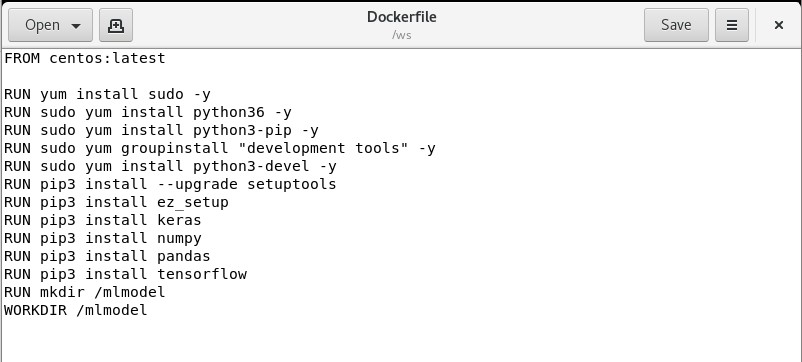 Open
Dockerfile
/ws
Save
FROM centos:latest
RUN yum install sudo -y
RUN sudo yum install python36 -y
RUN sudo yum install python3-pip -y
RUN sudo yum groupinstall "development tools" -y
RUN sudo yum install python3-devel -y
RUN pip3 install --upgrade setuptools
RUN pip3 install ez_setup
RUN pip3 install keras
RUN pip3 install numpy
RUN pip3 install pandas
RUN pip3 install tensorflow
RUN mkdir /mlmodel
WORKDIR /mlmodel